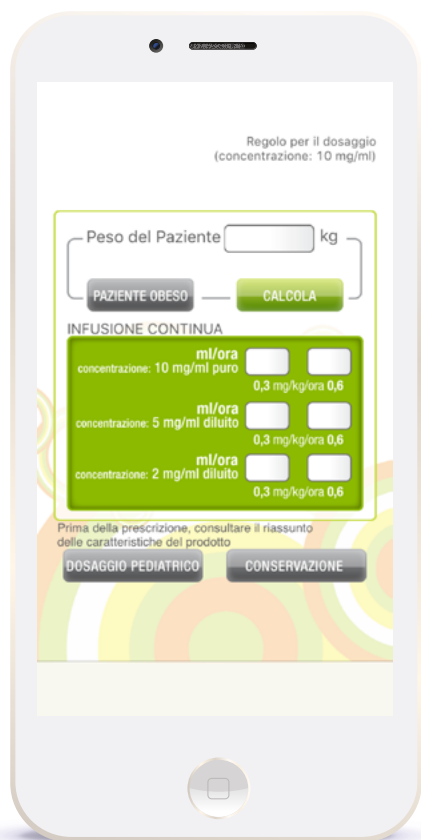 Regolo per il dosaggio
(concentrazione: 10 mg/ml)
Peso del Paziente kg
PAZIENTE OBESO CALCOLA
INFUSIONE CONTINUA
ml/ora
concentrazione: 10 mg/ml puro
0,3 mg/kg/ora 0,6
ml/ora
concentrazione: 5 mg/ml diluito
0,3 mg/kg/ora 0,6
ml/ora
concentrazione: 2 mg/ml diluito
0,3 mg/kg/ora 0,6
Prima della prescrizione, consultare il riassunto
delle caratteristiche del prodotto
DOSAGGIO PEDIATRICO CONSERVAZIONE